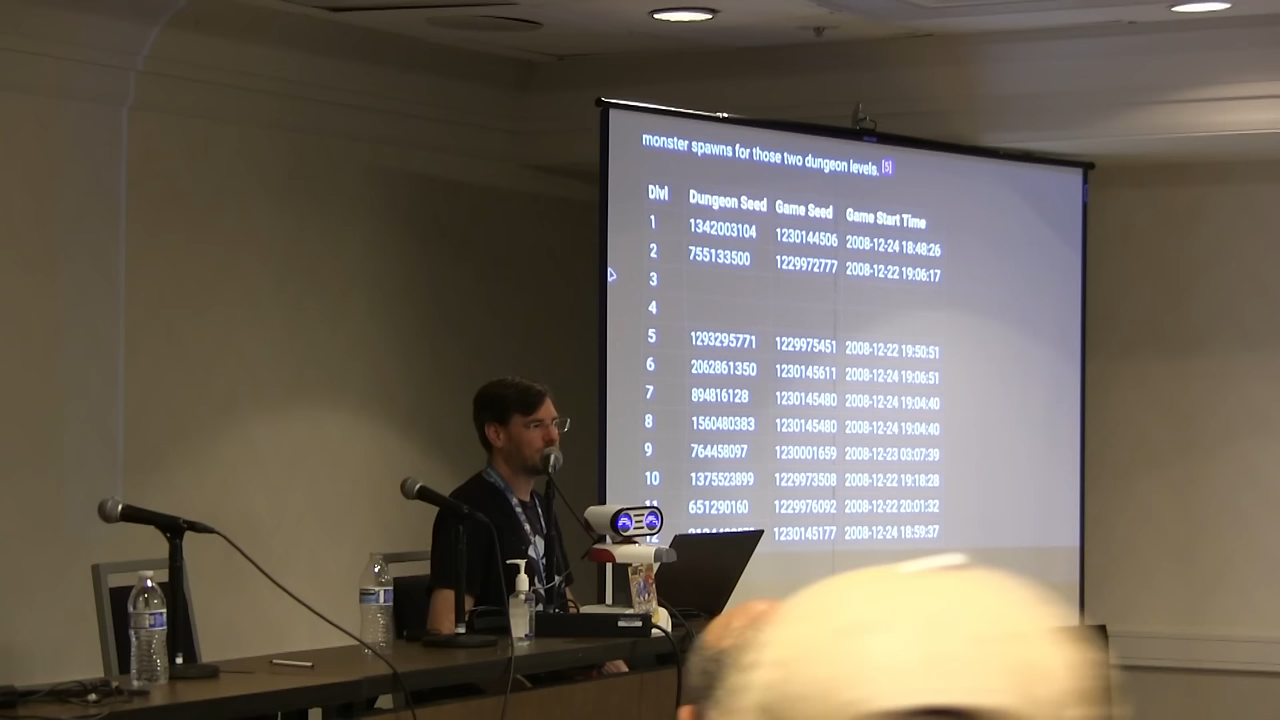 monster spawns for those two dungeon levels. [5]
Dlvl Dungeon Seed Game Seed Game Start Time
1 1342003104 1230144506 2008-12-24 18:48:26
2 755133500 1229972777 2008-12-22 19:06:17
3
4
5 1293295771 1229975451 2008-12-22 19:50:51
6 2062861350 1230145611 2008-12-24 19:06:51
7 894816128 1230145480 2008-12-24 19:04:40
8 1560480383 1230145480 2008-12-24 19:04:40
9 764458097 1230001659 2008-12-23 03:07:39
10 1375523899 1229973508 2008-12-22 19:18:28
11 651290160 1229976092 2008-12-22 20:01:32
12 1230145177 2008-12-24 18:59:37